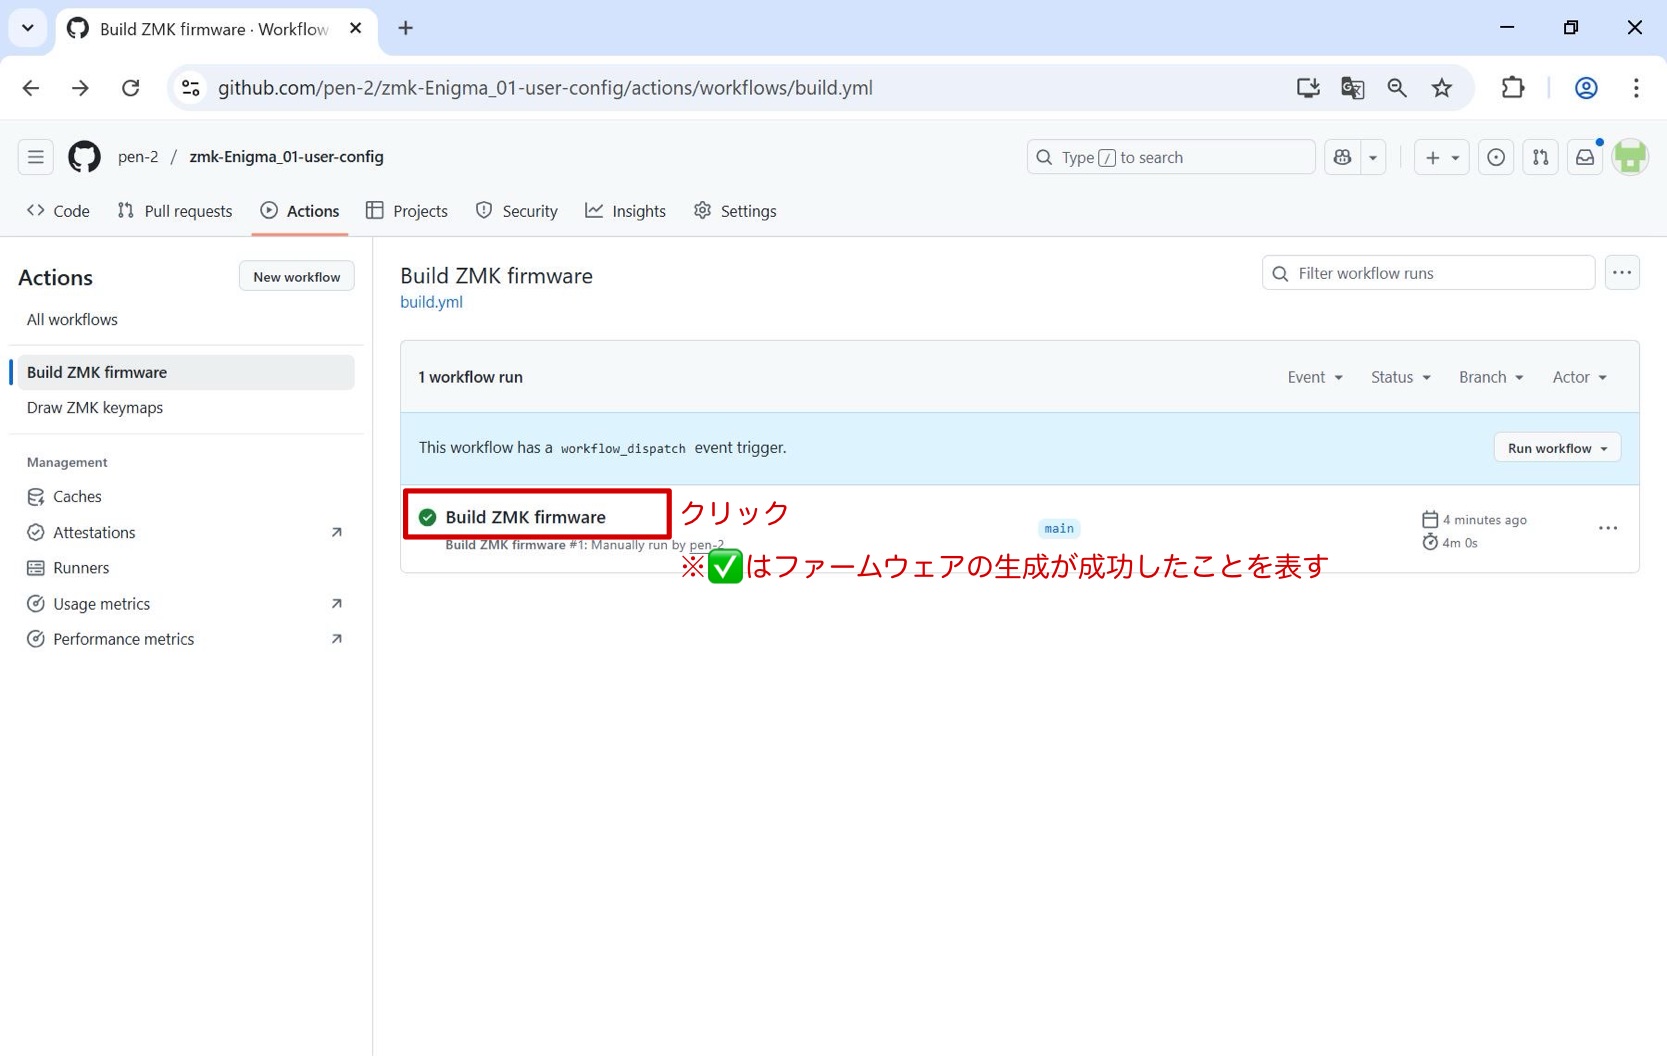 Build ZMK firmware · Workflow
github.com/pen-2/zmk-Enigma_01-user-config/actions/workflows/build.yml
pen-2 / zmk-Enigma_01-user-config
Type / to search
Code
Pull requests
Actions
Projects
Security
Insights
Settings
Actions
New workflow
All workflows
Build ZMK firmware
Draw ZMK keymaps
Management
Caches
Attestations
Runners
Usage metrics
Performance metrics
Build ZMK firmware
build.yml
Filter workflow runs
1 workflow run
Event
Status
Branch
Actor
This workflow has a workflow_dispatch event trigger.
Run workflow
Build ZMK firmware
クリック
Build ZMK firmware #1: Manually run by pen-2
main
4 minutes ago
4m 0s
※✅はファームウェアの生成が成功したことを表す